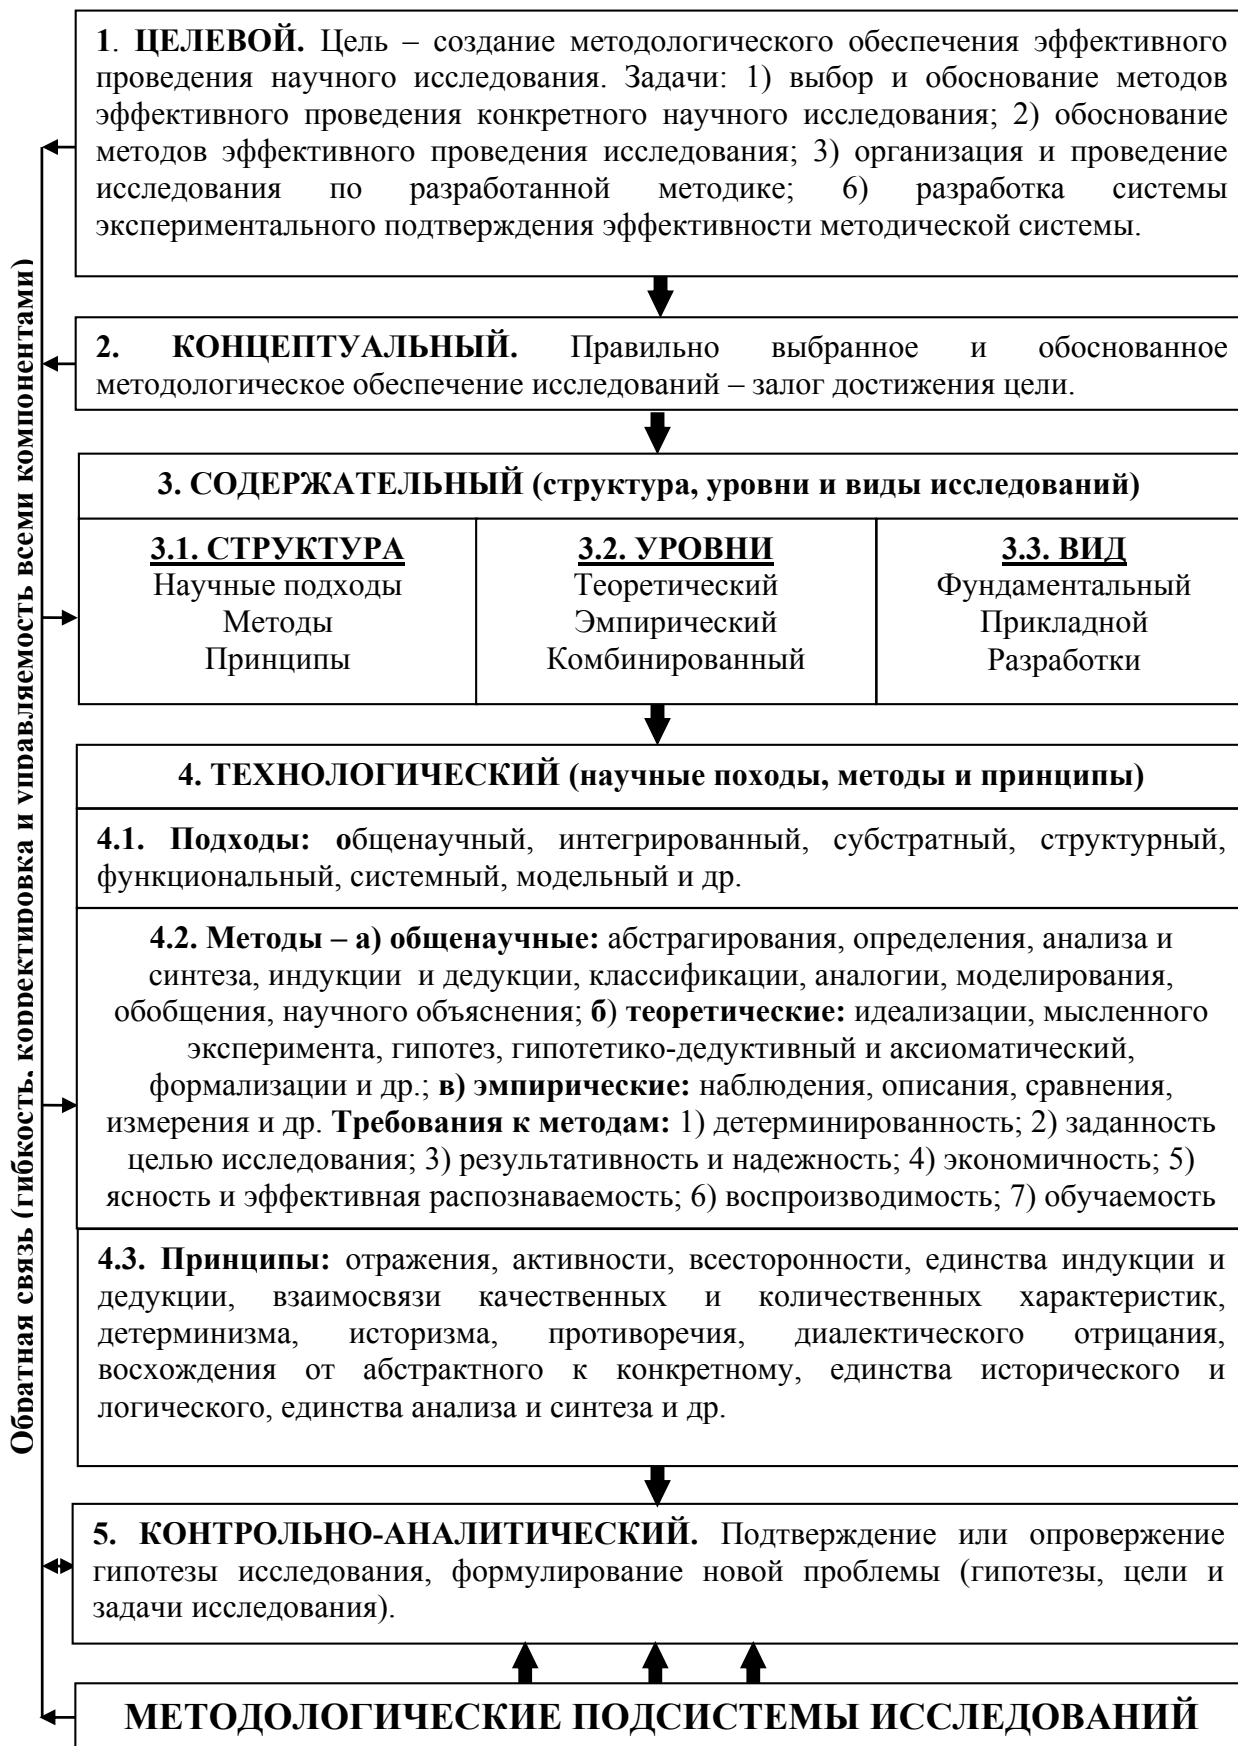 1. ЦЕЛЕВОЙ. Цель – создание методологического обеспечения эффективного
проведения научного исследования. Задачи: 1) выбор и обоснование методов
эффективного проведения конкретного научного исследования; 2) обоснование
методов эффективного проведения исследования; 3) организация и проведение
исследования по разработанной методике; 6) разработка системы
экспериментального подтверждения эффективности методической системы.
2. КОНЦЕПТУАЛЬНЫЙ. Правильно выбранное и обоснованное
методологическое обеспечение исследований – залог достижения цели.
3. СОДЕРЖАТЕЛЬНЫЙ (структура, уровни и виды исследований)
3.1. СТРУКТУРА
Научные подходы
Методы
Принципы
3.2. УРОВНИ
Теоретический
Эмпирический
Комбинированный
3.3. ВИД
Фундаментальный
Прикладной
Разработки
4. ТЕХНОЛОГИЧЕСКИЙ (научные походы, методы и принципы)
4.1. Подходы: общенаучный, интегрированный, субстратный, структурный,
функциональный, системный, модельный и др.
4.2. Методы – а) общенаучные: абстрагирования, определения, анализа и
синтеза, индукции и дедукции, классификации, аналогии, моделирования,
обобщения, научного объяснения; б) теоретические: идеализации, мысленного
эксперимента, гипотез, гипотетико-дедуктивный и аксиоматический,
формализации и др.; в) эмпирические: наблюдения, описания, сравнения,
измерения и др. Требования к методам: 1) детерминированность; 2) заданность
целью исследования; 3) результативность и надежность; 4) экономичность; 5)
ясность и эффективная распознаваемость; 6) воспроизводимость; 7) обучаемость
4.3. Принципы: отражения, активности, всесторонности, единства индукции и
дедукции, взаимосвязи качественных и количественных характеристик,
детерминизма, историзма, противоречия, диалектического отрицания,
восхождения от абстрактного к конкретному, единства исторического и
логического, единства анализа и синтеза и др.
5. КОНТРОЛЬНО-АНАЛИТИЧЕСКИЙ. Подтверждение или опровержение
гипотезы исследования, формулирование новой проблемы (гипотезы, цели и
задачи исследования).
МЕТОДОЛОГИЧЕСКИЕ ПОДСИСТЕМЫ ИССЛЕДОВАНИЙ
Обратная связь (гибкость, корректировка и управляемость всеми компонентами)